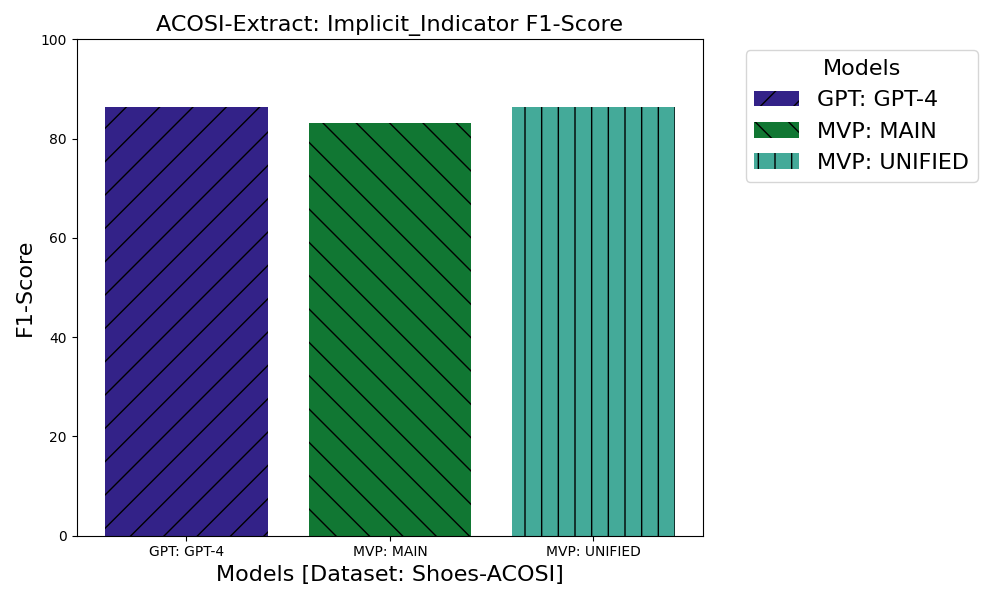 ACOSI-Extract: Implicit_Indicator F1-Score
100
80
60
40
20
0
F1-Score
GPT: GPT-4
MVP: MAIN
MVP: UNIFIED
Models [Dataset: Shoes-ACOSI]
Models
GPT: GPT-4
MVP: MAIN
MVP: UNIFIED